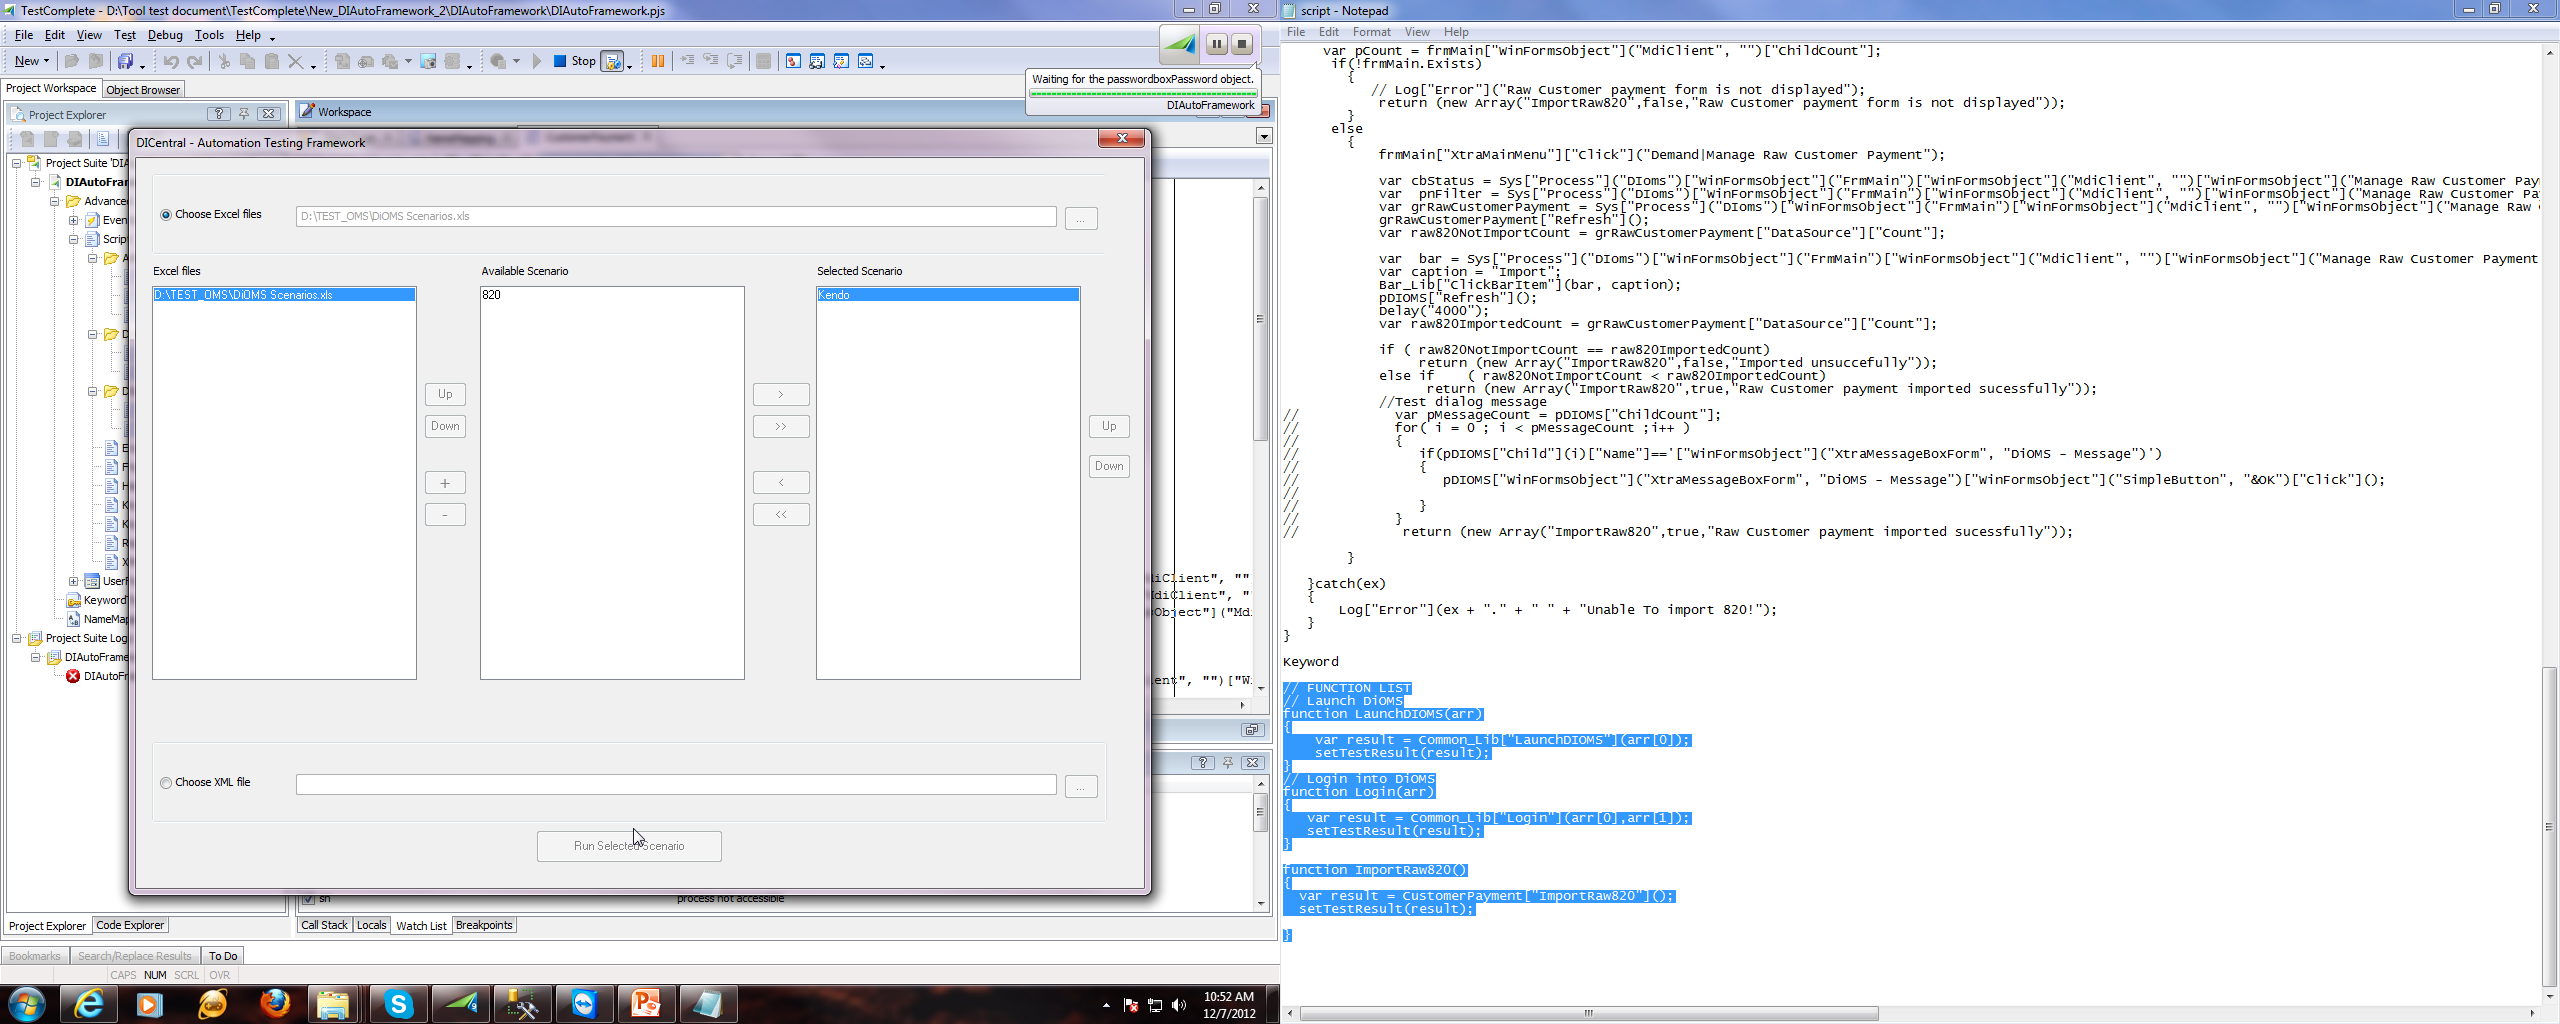 TestComplete - D:\Tool test document\TestComplete\New_DIAutoFramework_2\DIAutoFramework\DIAutoFramework.pjs
File Edit View Test Debug Tools Help
New
Stop
Waiting for the passwordboxPassword object.
DIAutoFramework
Project Workspace Object Browser
Project Explorer
Workspace
Project Suite 'DIA
DIAutoFrar
Advance
Even
Script
A
D
D
E
F
H
K
K
R
X
UserF
Keyword
NameMap
Project Suite Log
DIAutoFrame
DIAutoFr
DICentral - Automation Testing Framework
Choose Excel files D:\TEST_OMS\DiOMS Scenarios.xls ...
Excel files Available Scenario Selected Scenario
D:\TEST_OMS\DiOMS Scenarios.xls 820 Kendo
Up > 
Down >> Up
Down
+ <
- <<
Choose XML file ...
Run Selected Scenario
diClient", ""
MdiClient", "
Object"]("Md
ent", "")["W
process not accessible
Project Explorer Code Explorer
Call Stack Locals Watch List Breakpoints
Bookmarks Search/Replace Results To Do
CAPS NUM SCRL OVR
10:52 AM
12/7/2012
script - Notepad
File Edit Format View Help
var pCount = frmMain["WinFormsObject"]("MdiClient", "")["ChildCount"];
if(!frmMain.Exists)
{
// Log["Error"]("Raw Customer payment form is not displayed");
return (new Array("ImportRaw820",false,"Raw Customer payment form is not displayed"));
}
else
{
frmMain["XtraMainMenu"]["Click"]("Demand|Manage Raw Customer Payment");
var cbStatus = Sys["Process"]("DIoms")["WinFormsObject"]("FrmMain")["WinFormsObject"]("MdiClient", "")["WinFormsObject"]("Manage Raw Customer Pay
var  pnFilter = Sys["Process"]("DIoms")["WinFormsObject"]("FrmMain")["WinFormsObject"]("MdiClient", "")["WinFormsObject"]("Manage Raw Customer Pa
var grRawCustomerPayment = Sys["Process"]("DIoms")["WinFormsObject"]("FrmMain")["WinFormsObject"]("MdiClient", "")["WinFormsObject"]("Manage Raw
grRawCustomerPayment["Refresh"]();
var raw820NotImportCount = grRawCustomerPayment["DataSource"]["Count"];
var  bar = Sys["Process"]("DIoms")["WinFormsObject"]("FrmMain")["WinFormsObject"]("MdiClient", "")["WinFormsObject"]("Manage Raw Customer Payment
var caption = "Import";
Bar_Lib["ClickBarItem"](bar, caption);
pDIOMS["Refresh"]();
Delay("4000");
var raw820ImportedCount = grRawCustomerPayment["DataSource"]["Count"];
if ( raw820NotImportCount == raw820ImportedCount)
return (new Array("ImportRaw820",false,"Imported unsuccefully"));
else if    ( raw820NotImportCount < raw820ImportedCount)
return (new Array("ImportRaw820",true,"Raw Customer payment imported sucessfully"));
//Test dialog message
// var pMessageCount = pDIOMS["ChildCount"];
// for( i = 0 ; i < pMessageCount ;i++ )
// {
// if(pDIOMS["Child"](i)["Name"]=='["WinFormsObject"]("XtraMessageBoxForm", "DiOMS - Message")')
// {
// pDIOMS["WinFormsObject"]("XtraMessageBoxForm", "DiOMS - Message")["WinFormsObject"]("SimpleButton", "&OK")["Click"]();
//
// }
// }
// return (new Array("ImportRaw820",true,"Raw Customer payment imported sucessfully"));
}
}catch(ex)
{
Log["Error"](ex + "." + " " + "Unable To import 820!");
}
}
Keyword
// FUNCTION LIST
// Launch DiOMS
function LaunchDIOMS(arr)
{
var result = Common_Lib["LaunchDIOMS"](arr[0]);
setTestResult(result);
}
// Login into DiOMS
function Login(arr)
{
var result = Common_Lib["Login"](arr[0],arr[1]);
setTestResult(result);
}
function ImportRaw820()
{
var result = CustomerPayment["ImportRaw820"]();
setTestResult(result);
}